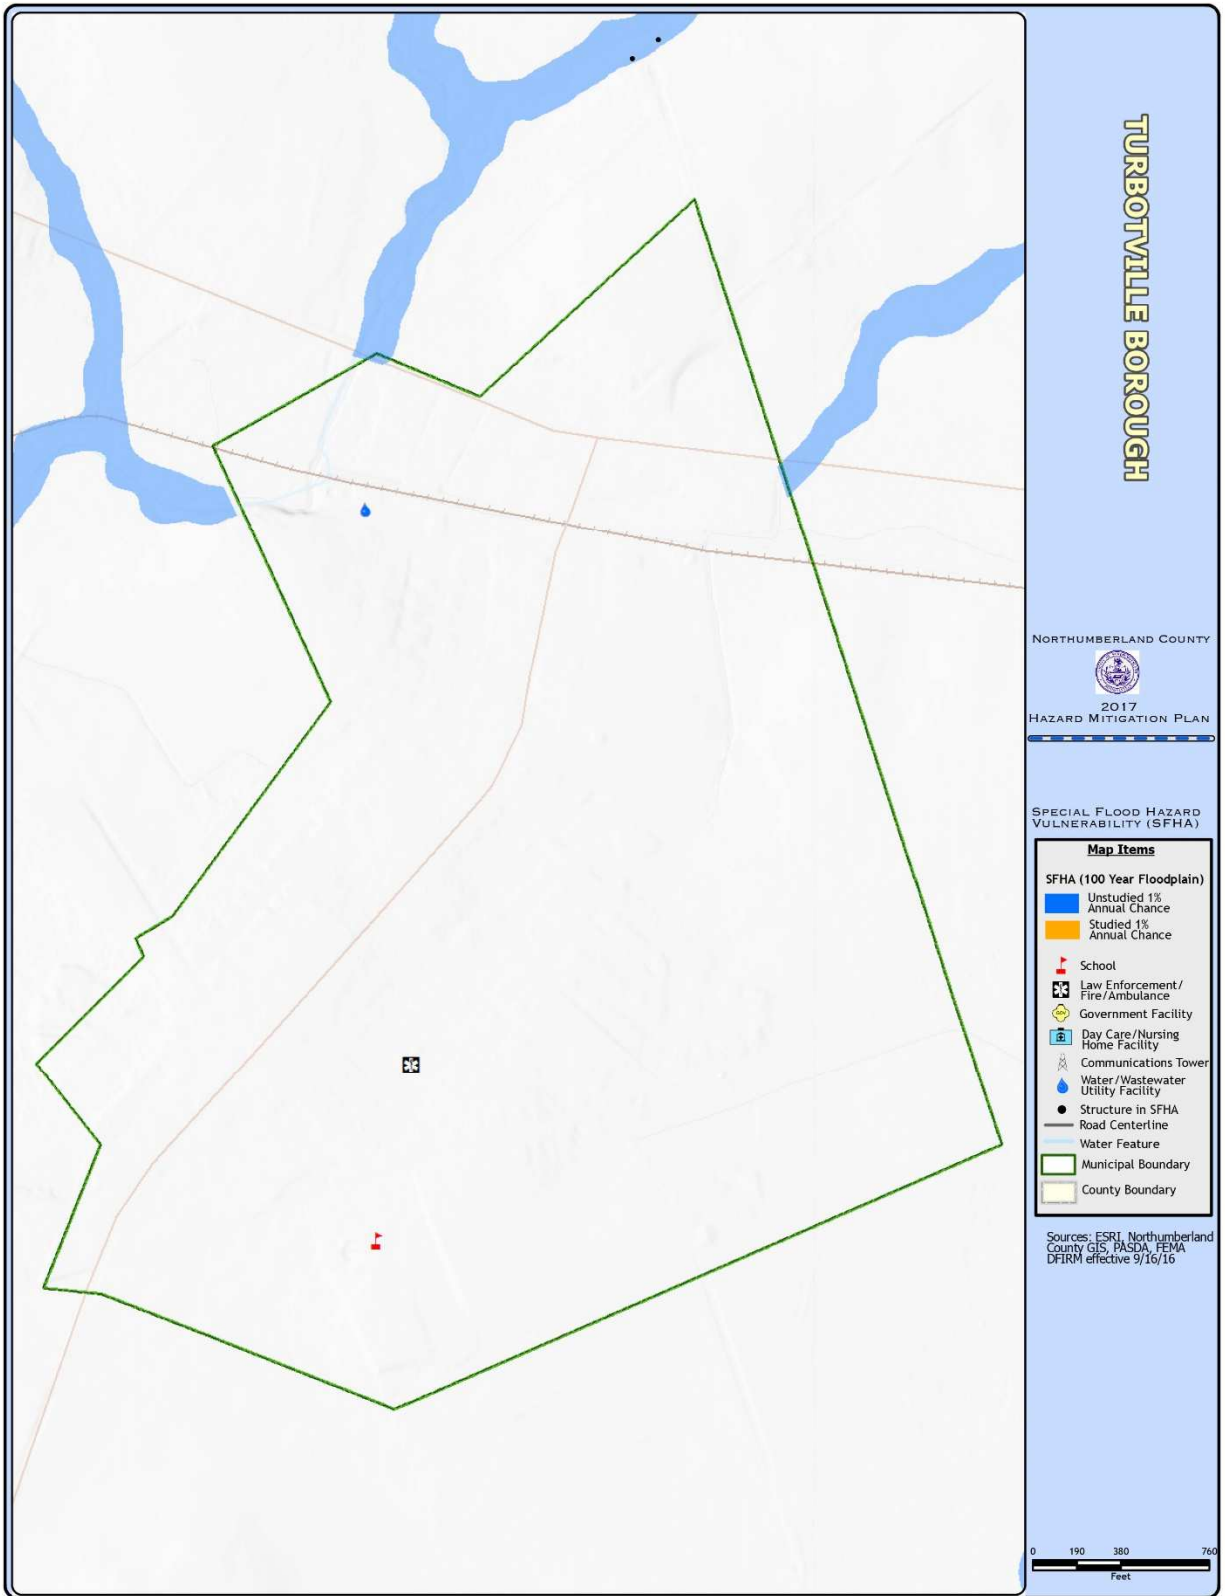 TURBOTVILLE BOROUGH
NORTHUMBERLAND COUNTY
2017
HAZARD MITIGATION PLAN
SPECIAL FLOOD HAZARD
VULNERABILITY (SFHA)
Map Items
SFHA (100 Year Floodplain)
Unstudied 1%
Annual Chance
Studied 1%
Annual Chance
School
Law Enforcement/
Fire/Ambulance
Government Facility
Day Care/Nursing
Home Facility
Communications Tower
Water/Wastewater
Utility Facility
Structure in SFHA
Road Centerline
Water Feature
Municipal Boundary
County Boundary
Sources: ESRI, Northumberland
County GIS, PASDA, FEMA
DFIRM effective 9/16/16
0 190 380 760
Feet